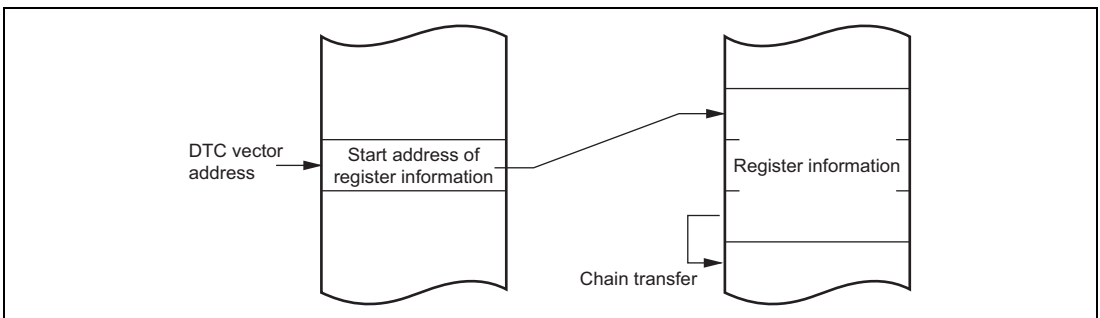 DTC vector
address
Start address of
register information
Register information
Chain transfer